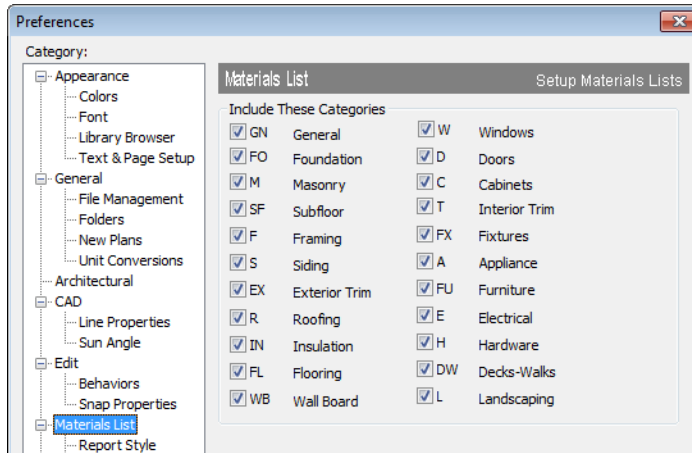 Preferences
Category:
Appearance
Colors
Font
Library Browser
Text & Page Setup
General
File Management
Folders
New Plans
Unit Conversions
Architectural
CAD
Line Properties
Sun Angle
Edit
Behaviors
Snap Properties
Materials List
Report Style
Materials List Setup Materials Lists
Include These Categories
GN General W Windows
FO Foundation D Doors
M Masonry C Cabinets
SF Subfloor T Interior Trim
F Framing FX Fixtures
S Siding A Appliance
EX Exterior Trim FU Furniture
R Roofing E Electrical
IN Insulation H Hardware
FL Flooring DW Decks-Walks
WB Wall Board L Landscaping